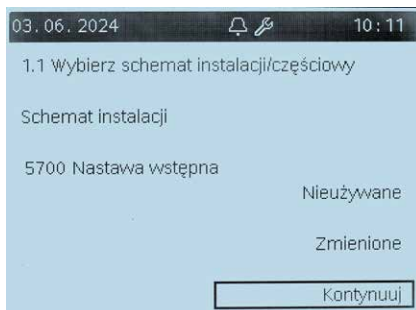 03.06.2024 10:11
1.1 Wybierz schemat instalacji/częściowy
Schemat instalacji
5700 Nastawa wstępna
Nieużywane
Zmienione
Kontynuuj